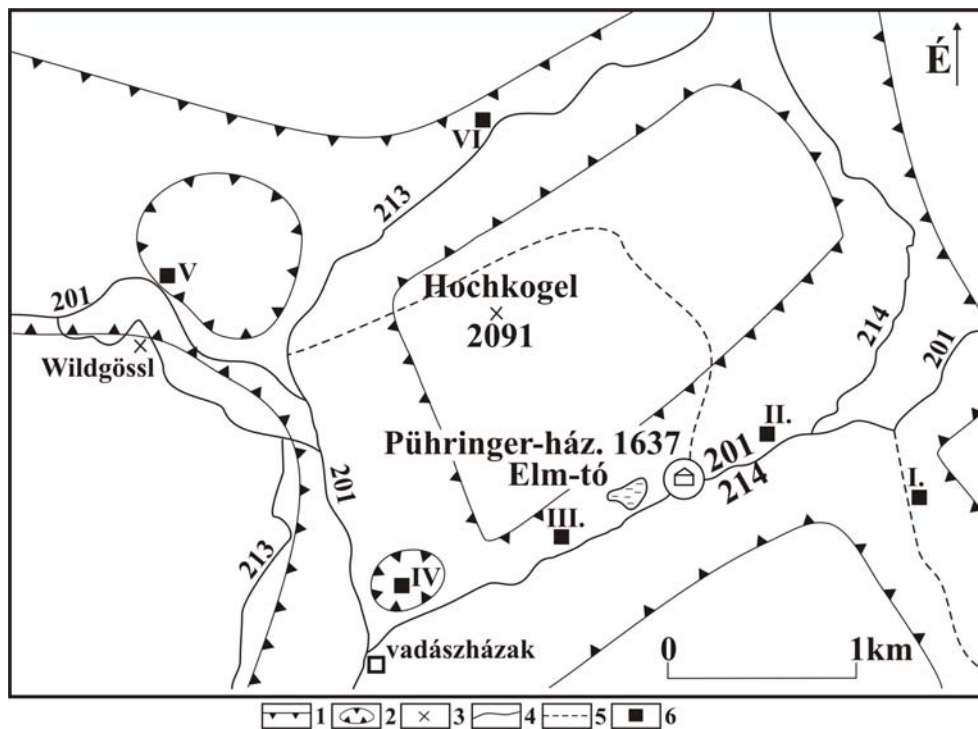 É
VI
213
V
201
Hochkogel
2091
Wildgössl
214
201
Pühringer-ház. 1637
Elm-tó
201
214
II.
I.
III.
201
213
IV
vadászházak
0 1km
1 2 3 4 5 6